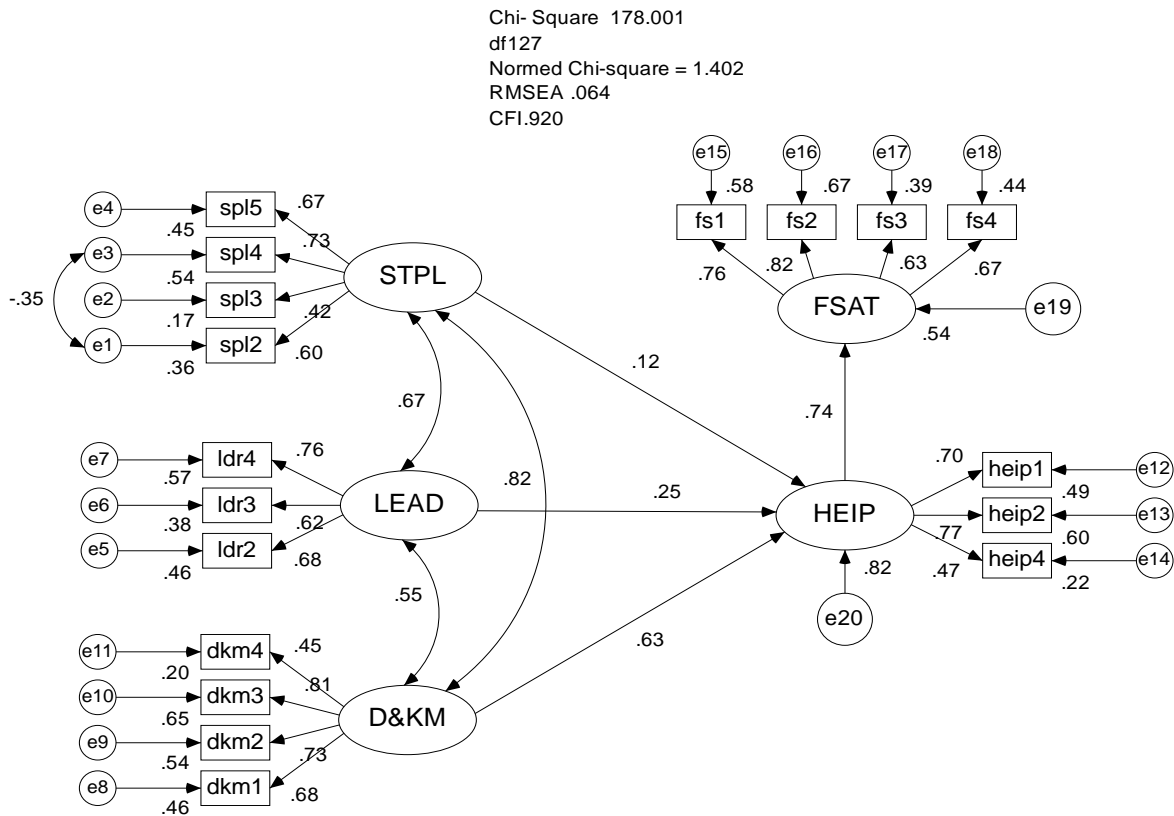 Chi- Square 178.001
df127
Normed Chi-square = 1.402
RMSEA .064
CFI.920
e15
e16
e17
e18
.58
.67
.39
.44
fs1
fs2
fs3
fs4
.76
.82
.63
.67
FSAT
e19
.54
e4
spl5
.67
.45
e3
spl4
.73
.54
STPL
-.35
e2
spl3
.17
.42
e1
spl2
.36
.60
.12
.67
.74
e7
ldr4
.76
.57
e6
ldr3
LEAD
.82
.25
.38
.62
e5
ldr2
.46
.68
HEIP
.70
heip1
e12
.49
heip2
e13
.77
.60
.47
heip4
e14
.22
.82
e20
.55
.63
e11
dkm4
.45
.20
e10
dkm3
.81
.65
D&KM
e9
dkm2
.54
.73
e8
dkm1
.46
.68